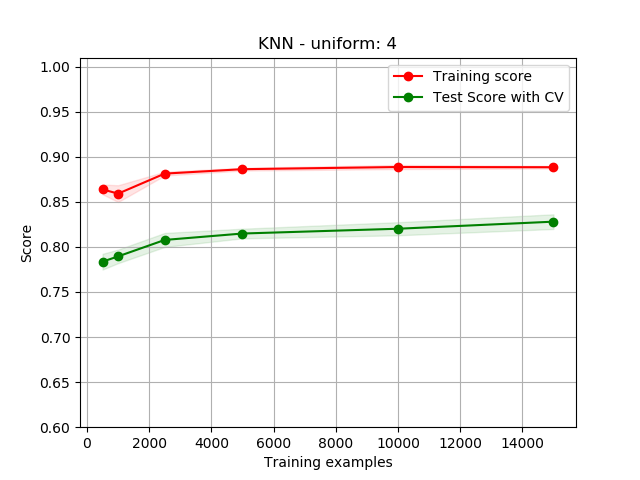 KNN - uniform: 4
Training score
Test Score with CV
1.00
0.95
0.90
0.85
0.80
0.75
0.70
0.65
0.60
Score
0 2000 4000 6000 8000 10000 12000 14000
Training examples